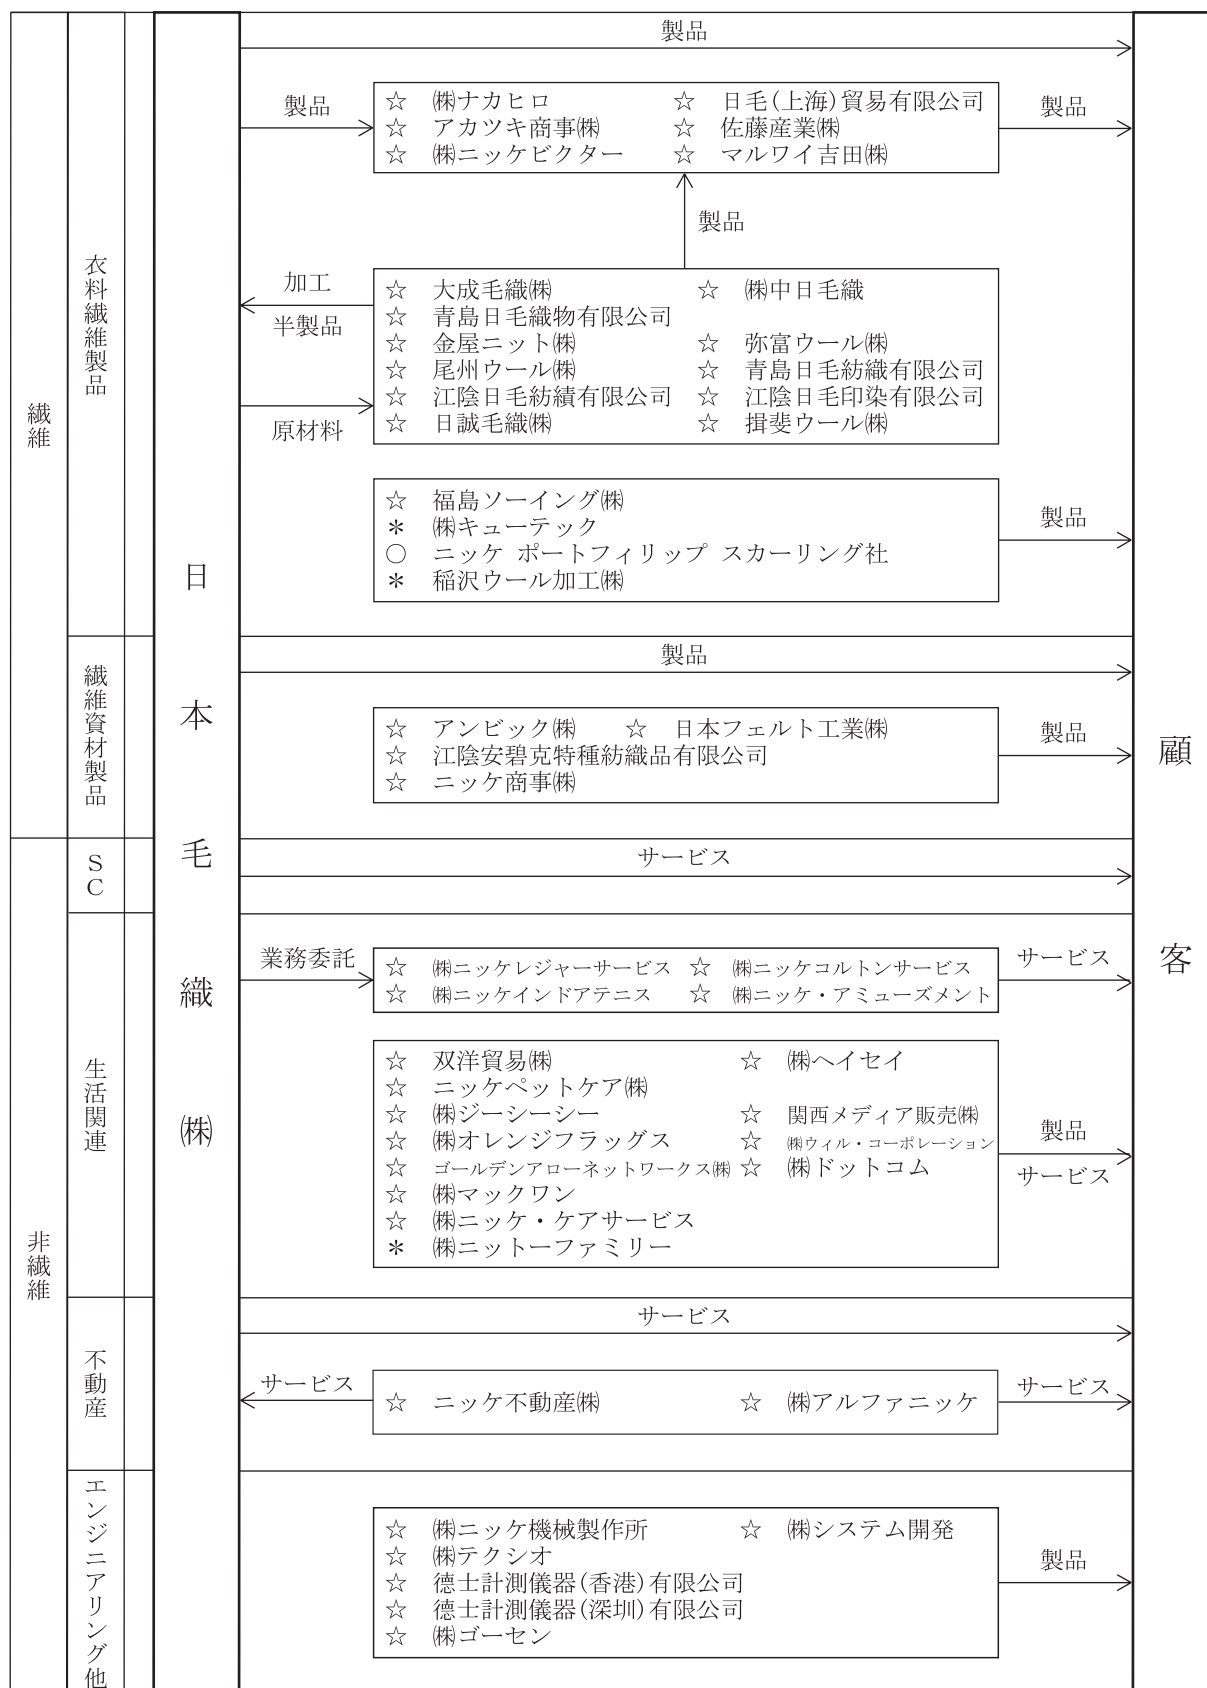 繊維
衣料繊維製品
日本毛織㈱
顧客
製品
製品
☆ ㈱ナカヒロ ☆ 日毛(上海)貿易有限公司
☆ アカツキ商事㈱ ☆ 佐藤産業㈱
☆ ㈱ニッケビクター ☆ マルワイ吉田㈱
製品
製品
加工
半製品
原材料
☆ 大成毛織㈱ ☆ ㈱中日毛織
☆ 青島日毛織物有限公司
☆ 金屋ニット㈱ ☆ 弥富ウール㈱
☆ 尾州ウール㈱ ☆ 青島日毛紡織有限公司
☆ 江陰日毛紡績有限公司 ☆ 江陰日毛印染有限公司
☆ 日誠毛織㈱ ☆ 揖斐ウール㈱
☆ 福島ソーイング㈱
＊ ㈱キューテック
○ ニッケ ポートフィリップ スカーリング社
＊ 稲沢ウール加工㈱
製品
繊維資材製品
製品
☆ アンビック㈱ ☆ 日本フェルト工業㈱
☆ 江陰安碧克特種紡織品有限公司
☆ ニッケ商事㈱
製品
非繊維
SC
サービス
生活関連
業務委託
☆ ㈱ニッケレジャーサービス ☆ ㈱ニッケコルトンサービス
☆ ㈱ニッケインドアテニス ☆ ㈱ニッケ・アミューズメント
サービス
☆ 双洋貿易㈱ ☆ ㈱ヘイセイ
☆ ニッケペットケア㈱
☆ ㈱ジーシーシー ☆ 関西メディア販売㈱
☆ ㈱オレンジフラッグス ☆ ㈱ウィル・コーポレーション
☆ ゴールデンアローネットワークス㈱ ☆ ㈱ドットコム
☆ ㈱マックワン
☆ ㈱ニッケ・ケアサービス
＊ ㈱ニットーファミリー
製品
サービス
不動産
サービス
サービス
☆ ニッケ不動産㈱ ☆ ㈱アルファニッケ
サービス
エンジニアリング他
☆ ㈱ニッケ機械製作所 ☆ ㈱システム開発
☆ ㈱テクシオ
☆ 德士計測儀器(香港)有限公司
☆ 德士計測儀器(深圳)有限公司
☆ ㈱ゴーセン
製品